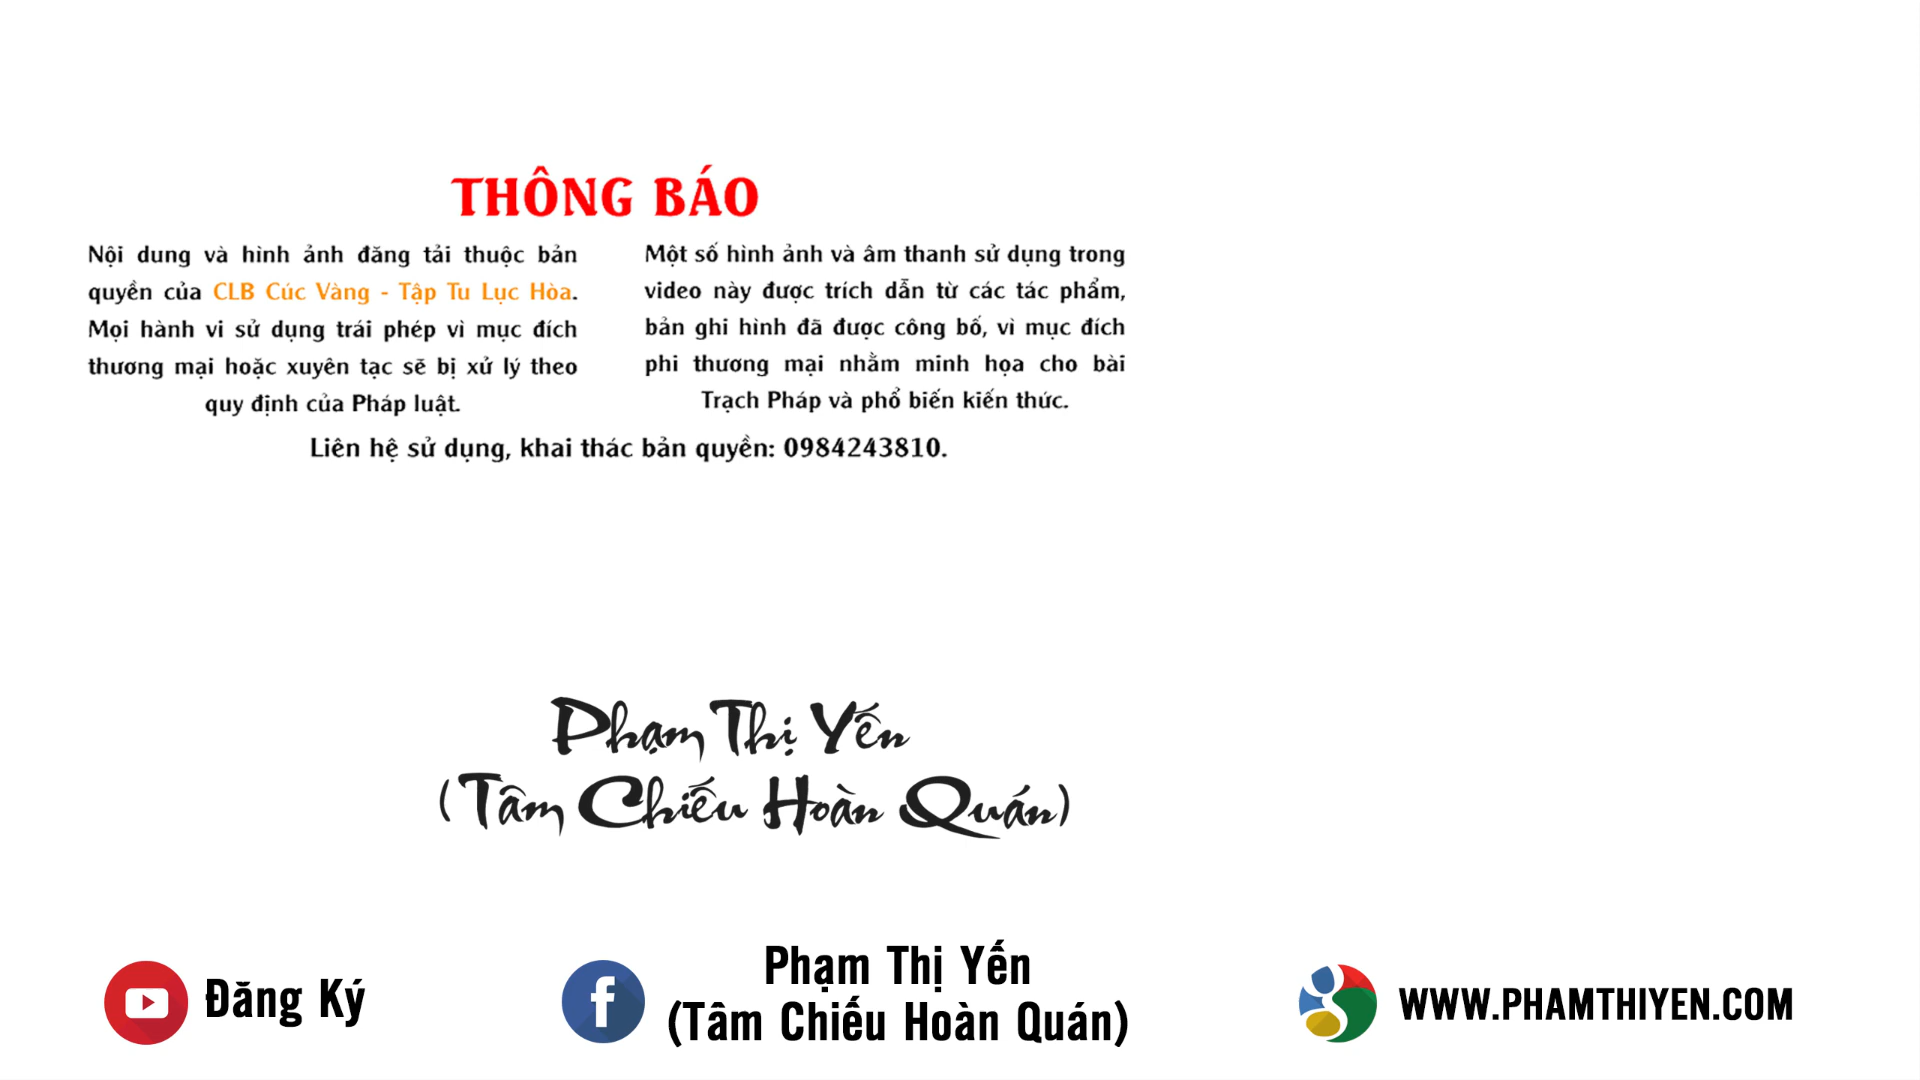 THÔNG BÁO
Nội dung và hình ảnh đăng tải thuộc bản
quyền của CLB Cúc Vàng - Tập Tu Lục Hòa.
Mọi hành vi sử dụng trái phép vì mục đích
thương mại hoặc xuyên tạc sẽ bị xử lý theo
quy định của Pháp luật.
Một số hình ảnh và âm thanh sử dụng trong
video này được trích dẫn từ các tác phẩm,
bản ghi hình đã được công bố, vì mục đích
phi thương mại nhằm minh họa cho bài
Trạch Pháp và phổ biến kiến thức.
Liên hệ sử dụng, khai thác bản quyền: 0984243810.
Phạm Thị Yến
(Tâm Chiếu Hoàn Quán)
Đăng Ký
Phạm Thị Yến
(Tâm Chiếu Hoàn Quán)
WWW.PHAMTHIYEN.COM